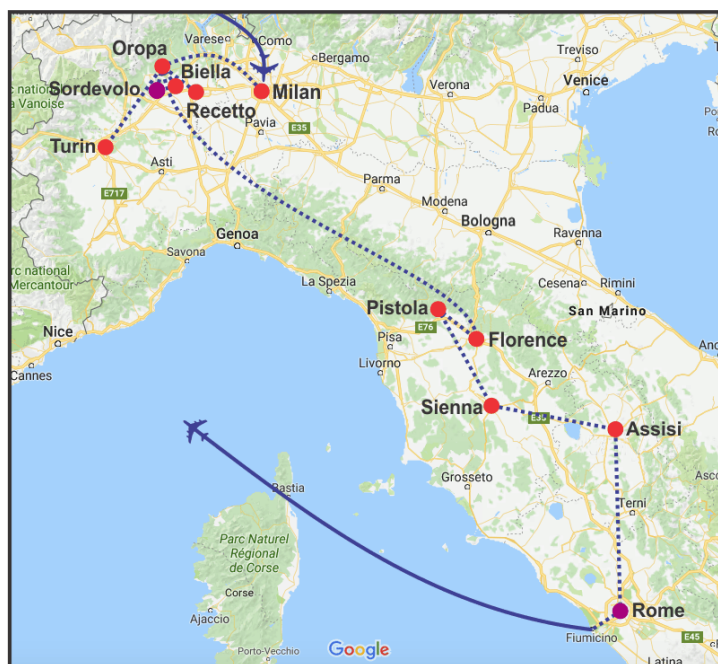 Varese
Como
Oropa
Bergamo
Treviso
Biella
nc national
la Vanoise
Sordevolo
Milan
Verona
Venice
Recetto
Padua
Turin
Pavia
E35
Asti
E717
Parma
Modena
Bologna
Genoa
Ravenna
Savona
rc national
Mercantour
La Spezia
Cesena
Rimini
Pistola
San Marino
E76
Nice
Pisa
Florence
Livorno
Cannes
Arezzo
Sienna
Assisi
Grosseto
Bastia
Terni
Parc Naturel
Régional
de Corse
Corse
Ajaccio
Rome
Fiumicino
E45
Porto-Vecchio
Google
Latina